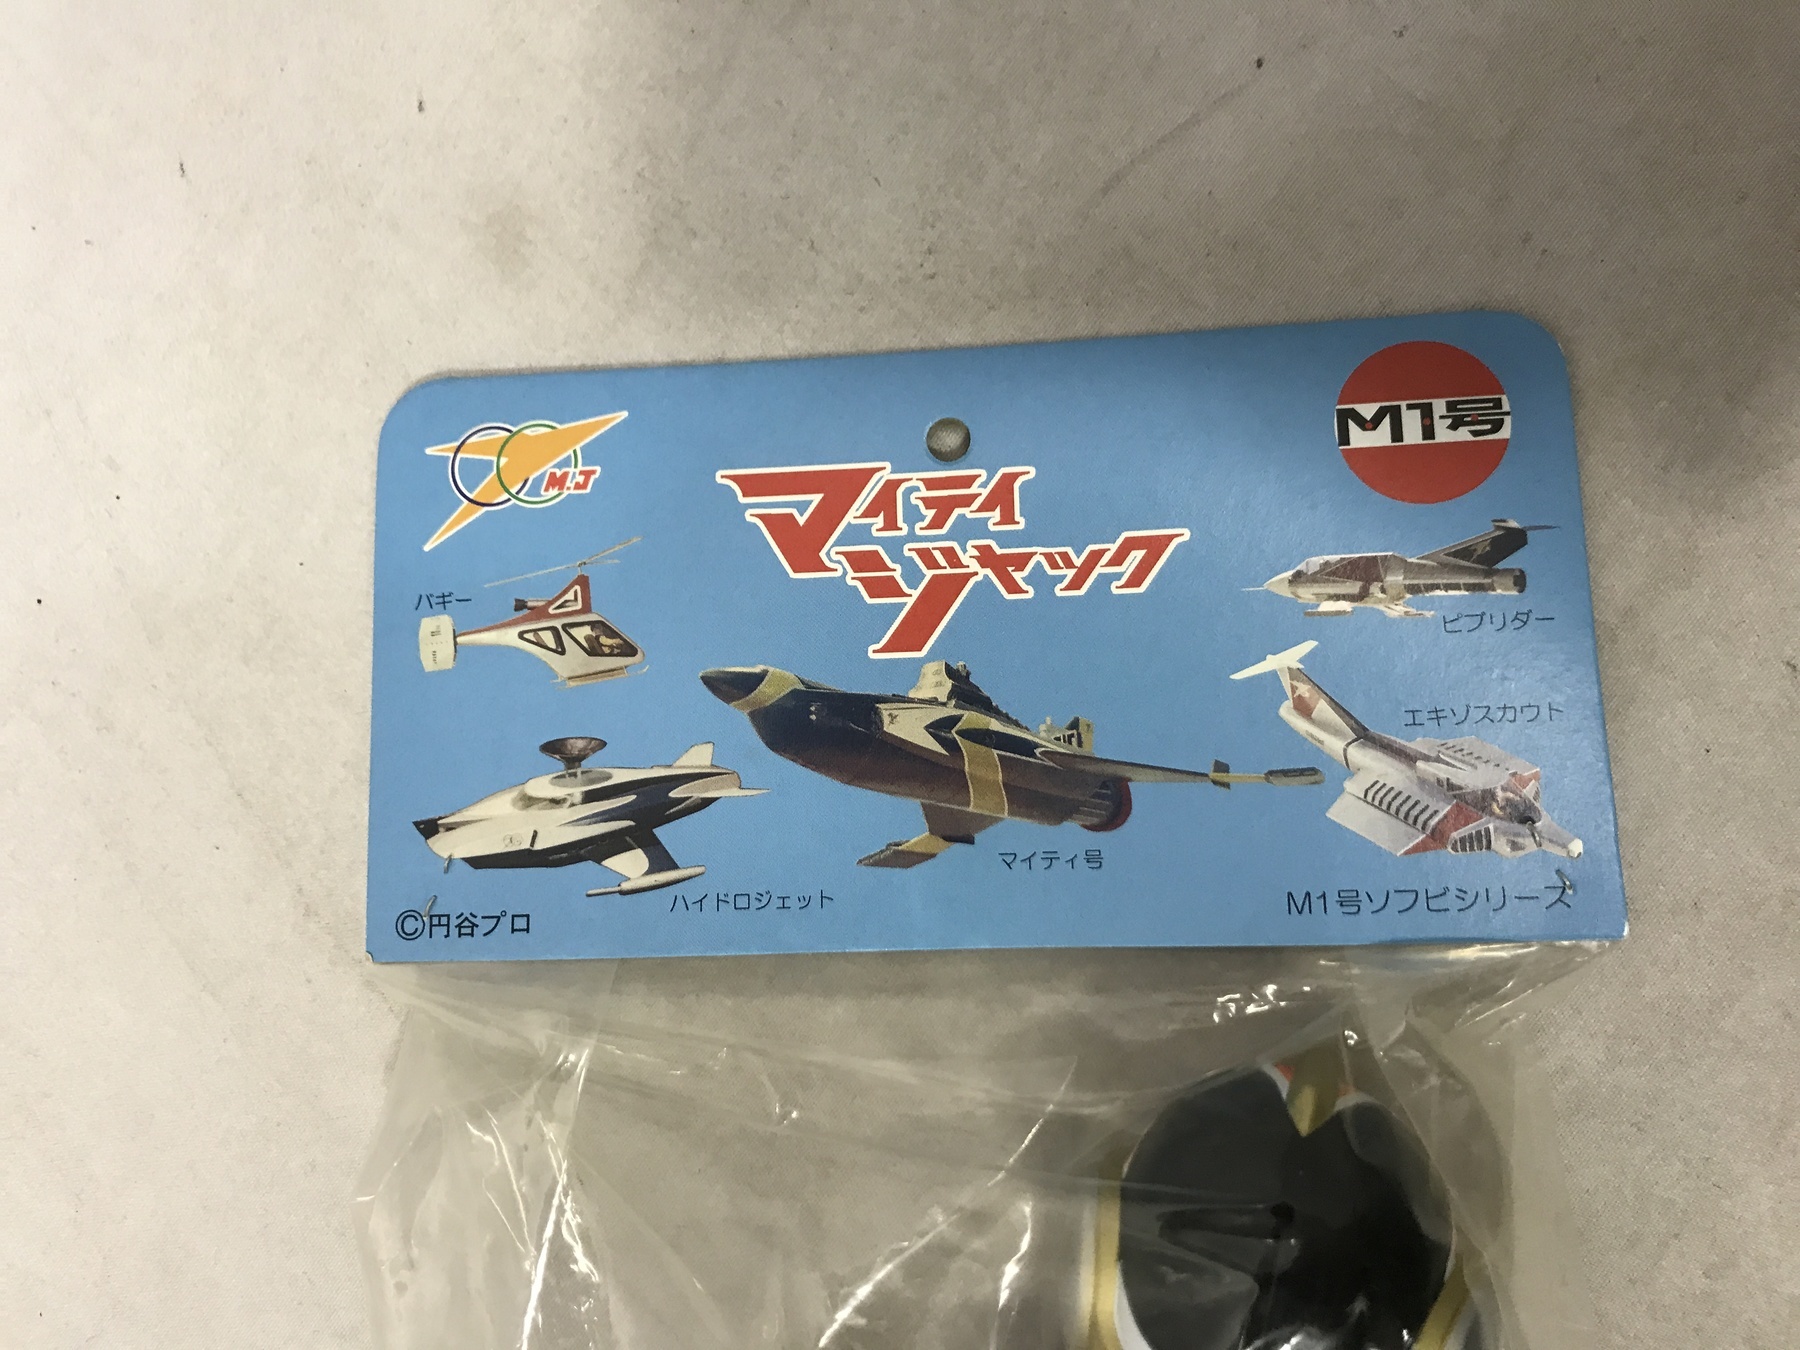 M1号
M.J
マイティ
ジャック
バギー
ピブリダー
エキゾスカウト
マイティ号
ハイドロジェット
M1号ソフビシリーズ
©円谷プロ